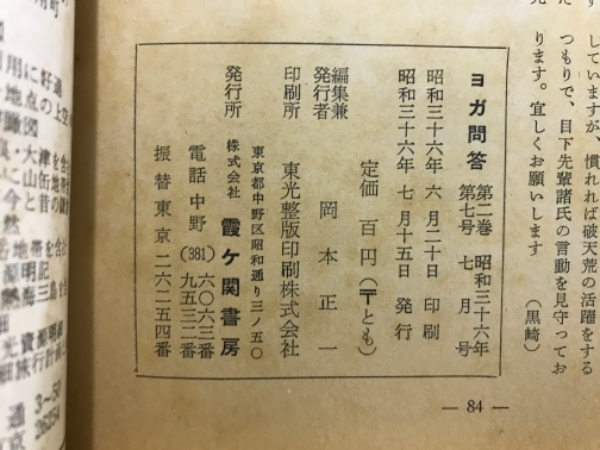 していますが、慣れれば破天荒の活躍をする
つもりで、目下先輩諸氏の言動を見守ってお
ります。宜しくお願いします
（黒崎）
ヨガ問答 第二巻 昭和三十六年
第七号 七月号
昭和三十六年 六月二十日 印刷
昭和三十六年 七月十五日 発行
定価 百円（〒とも）
編集兼
発行者 岡本正一
印刷所 東光整版印刷株式会社
東京都中野区昭和通り三ノ五〇
発行所 株式会社 霞ケ関書房
電話中野（381）六〇六三番
九五三二番
振替東京二六二五四番
— 84 —